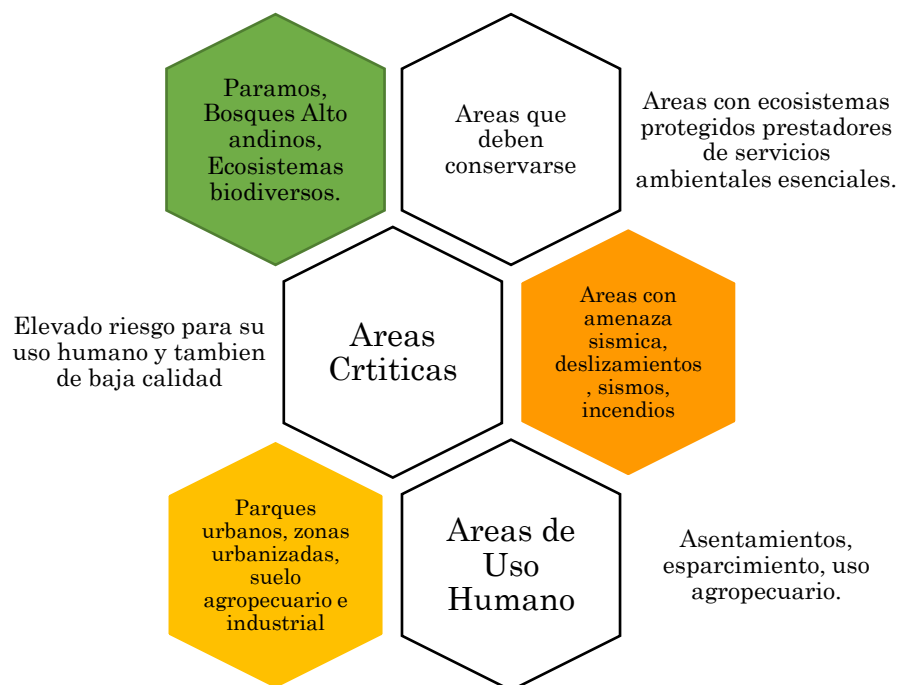 Paramos,
Bosques Alto
andinos,
Ecosistemas
biodiversos.
Areas que
deben
conservarse
Areas con ecosistemas
protegidos prestadores
de servicios
ambientales esenciales.
Elevado riesgo para su
uso humano y tambien
de baja calidad
Areas
Crtiticas
Areas con
amenaza
sismica,
deslizamientos
, sismos,
incendios
Parques
urbanos, zonas
urbanizadas,
suelo
agropecuario e
industrial
Areas de
Uso
Humano
Asentamientos,
esparcimiento, uso
agropecuario.